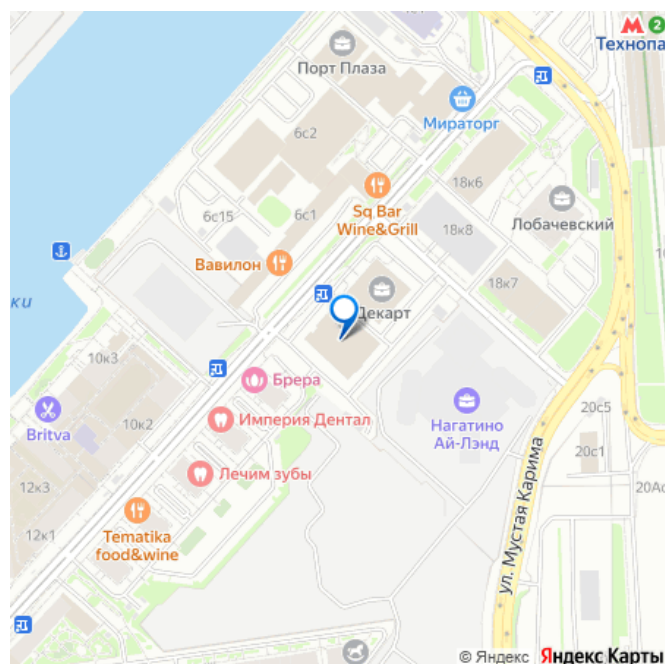 2
Технопа
Порт Плаза
Мираторг
6с2
18к6
Sq Bar
Wine&Grill
6с15
6с1
18к8
Лобачевский
Вавилон
18к7
ки
Декарт
10к3
Брера
10к2
Britva
Империя Дентал
Нагатино
Ай-Лэнд
20с5
20с1
12к3
Лечим зубы
20Ас
12к1
Tematika
food&wine
ул. Мустая Карима
© Яндекс Яндекс Карты